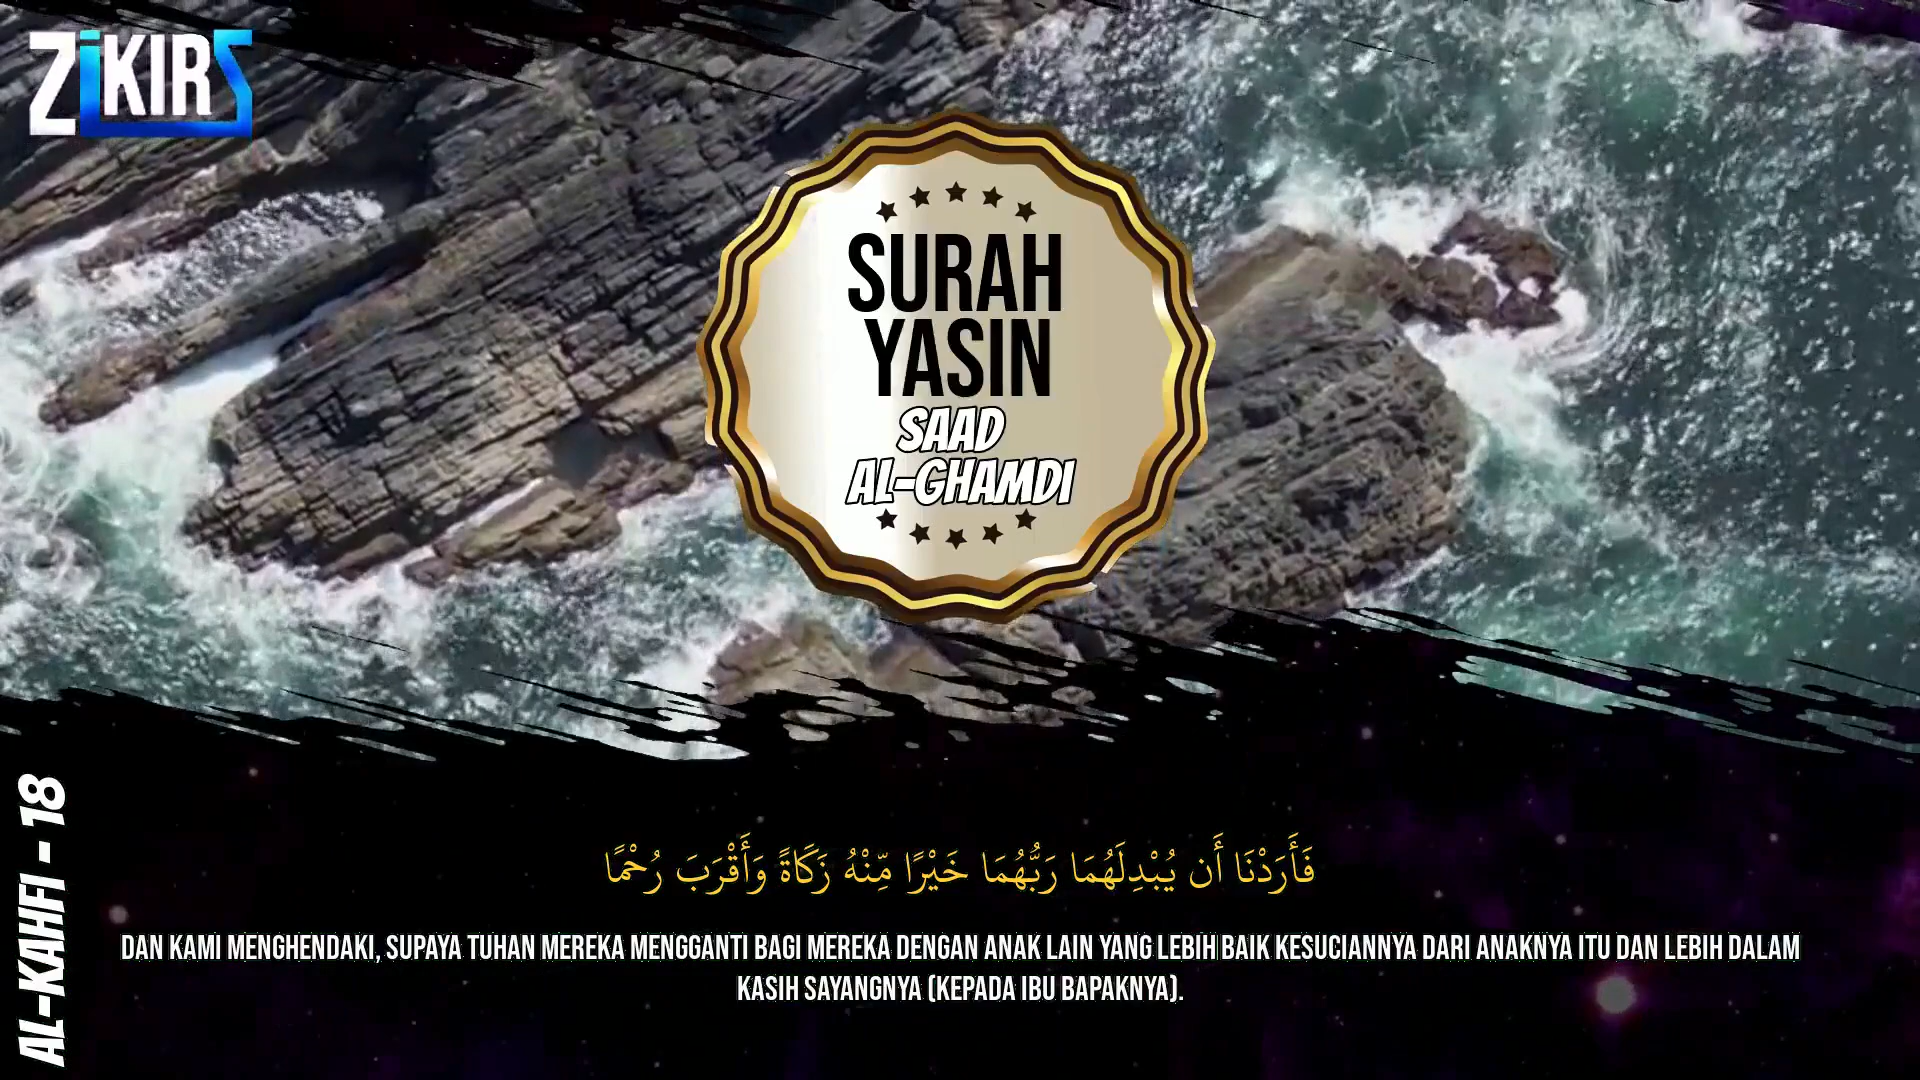 ZiKIRS
SURAH
YASIN
SAAD
AL-GHAMDI
AL-KAHFI - 18
فَأَرَدْنَا أَن يُبْدِلَهُمَا رَبُّهُمَا خَيْرًا مِّنْهُ زَكَاةً وَأَقْرَبَ رُحْمًا
DAN KAMI MENGHENDAKI, SUPAYA TUHAN MEREKA MENGGANTI BAGI MEREKA DENGAN ANAK LAIN YANG LEBIH BAIK KESUCIANNYA DARI ANAKNYA ITU DAN LEBIH DALAM
KASIH SAYANGNYA (KEPADA IBU BAPAKNYA).